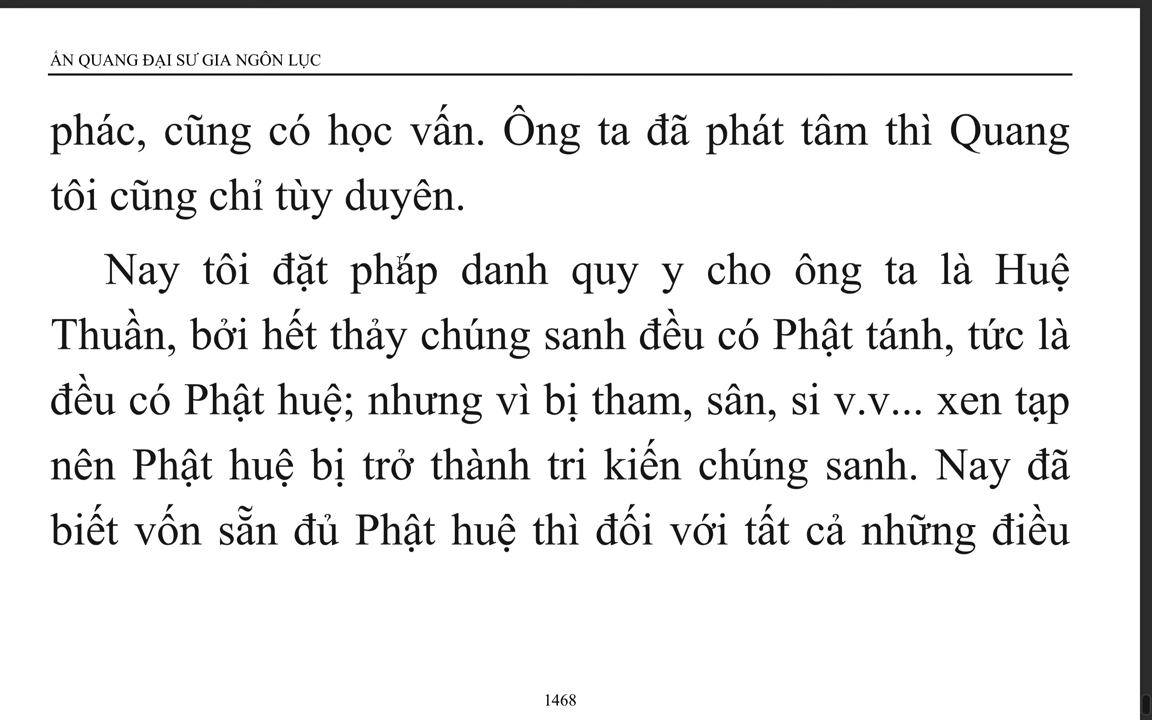 ẤN QUANG ĐẠI SƯ GIA NGÔN LỤC
phác, cũng có học vấn. Ông ta đã phát tâm thì Quang
tôi cũng chỉ tùy duyên.
Nay tôi đặt pháp danh quy y cho ông ta là Huệ
Thuần, bởi hết thảy chúng sanh đều có Phật tánh, tức là
đều có Phật huệ; nhưng vì bị tham, sân, si v.v... xen tạp
nên Phật huệ bị trở thành tri kiến chúng sanh. Nay đã
biết vốn sẵn đủ Phật huệ thì đối với tất cả những điều
1468